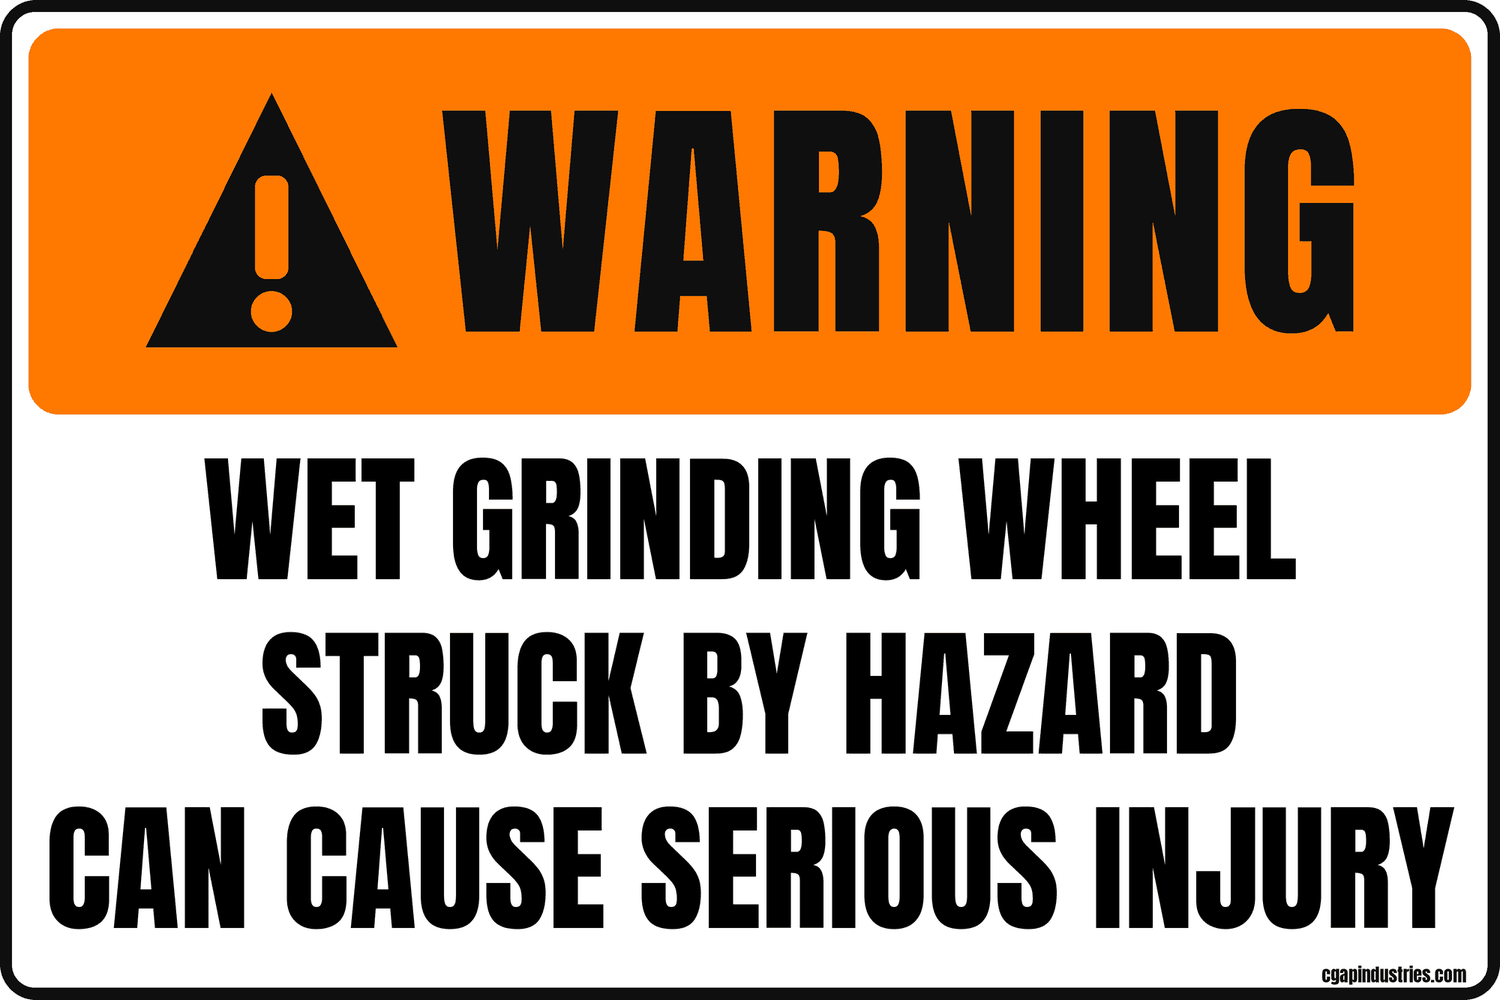 WARNING
WET GRINDING WHEEL
STRUCK BY HAZARD
CAN CAUSE SERIOUS INJURY
cgapindustries.com